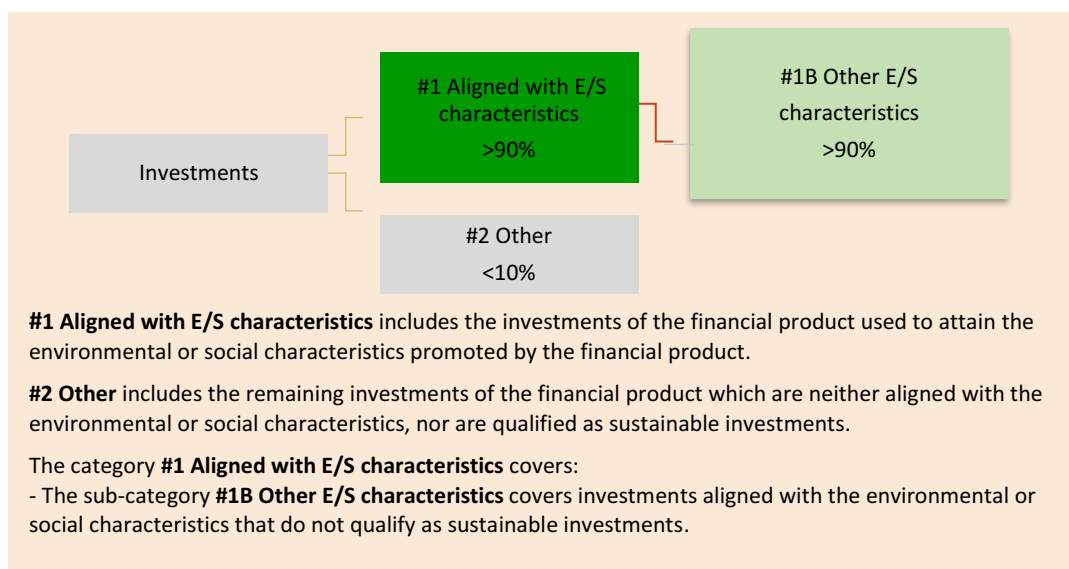 #1 Aligned with E/S
characteristics
>90%
#1B Other E/S
characteristics
>90%
Investments
#2 Other
<10%
#1 Aligned with E/S characteristics includes the investments of the financial product used to attain the
environmental or social characteristics promoted by the financial product.
#2 Other includes the remaining investments of the financial product which are neither aligned with the
environmental or social characteristics, nor are qualified as sustainable investments.
The category #1 Aligned with E/S characteristics covers:
- The sub-category #1B Other E/S characteristics covers investments aligned with the environmental or
social characteristics that do not qualify as sustainable investments.